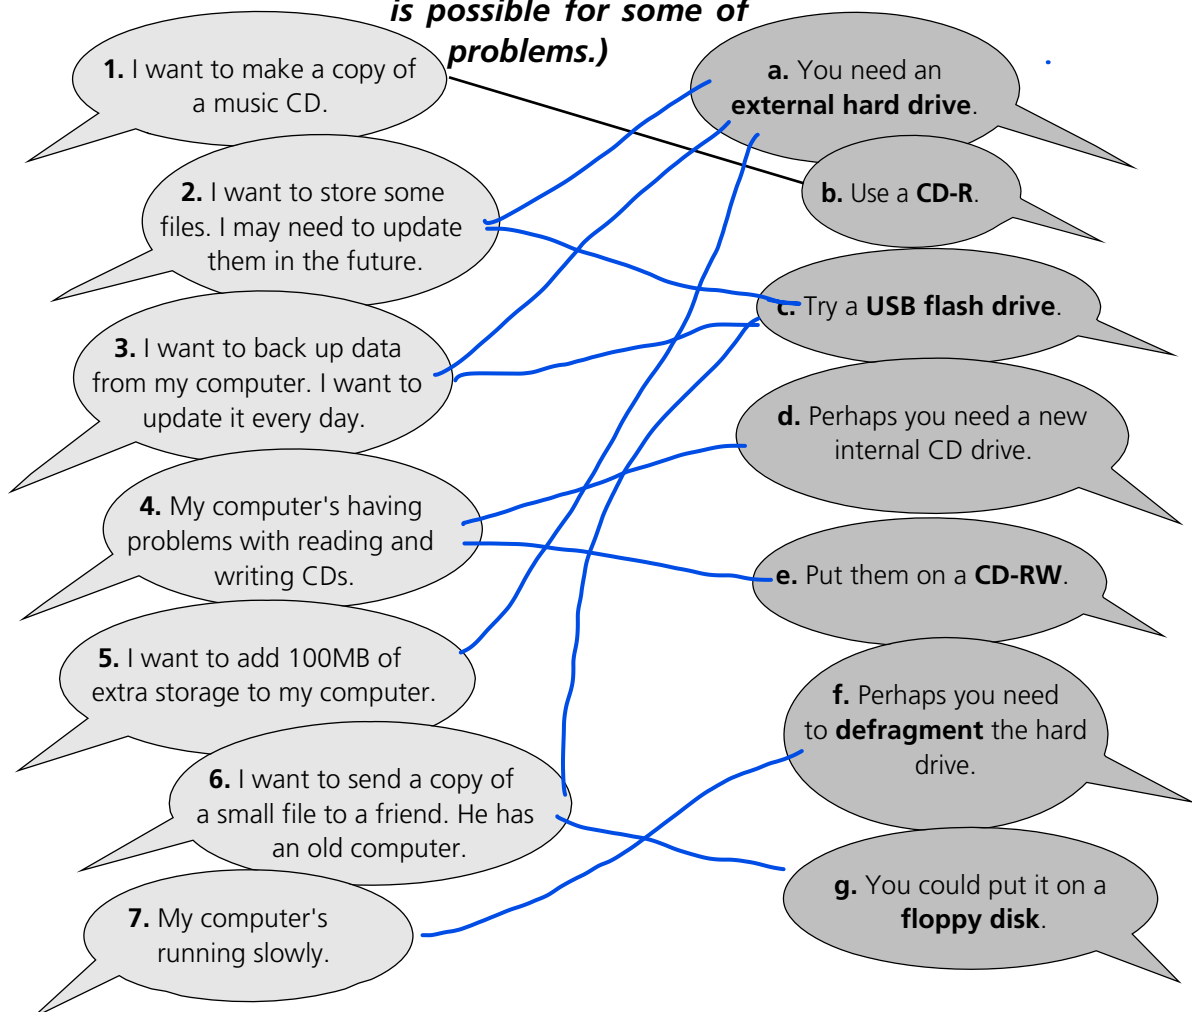 is possible for some of
problems.)
1. I want to make a copy of
a music CD.
2. I want to store some
files. I may need to update
them in the future.
3. I want to back up data
from my computer. I want to
update it every day.
4. My computer's having
problems with reading and
writing CDs.
5. I want to add 100MB of
extra storage to my computer.
6. I want to send a copy of
a small file to a friend. He has
an old computer.
7. My computer's
running slowly.
a. You need an
external hard drive.
b. Use a CD-R.
c. Try a USB flash drive.
d. Perhaps you need a new
internal CD drive.
e. Put them on a CD-RW.
f. Perhaps you need
to defragment the hard
drive.
g. You could put it on a
floppy disk.